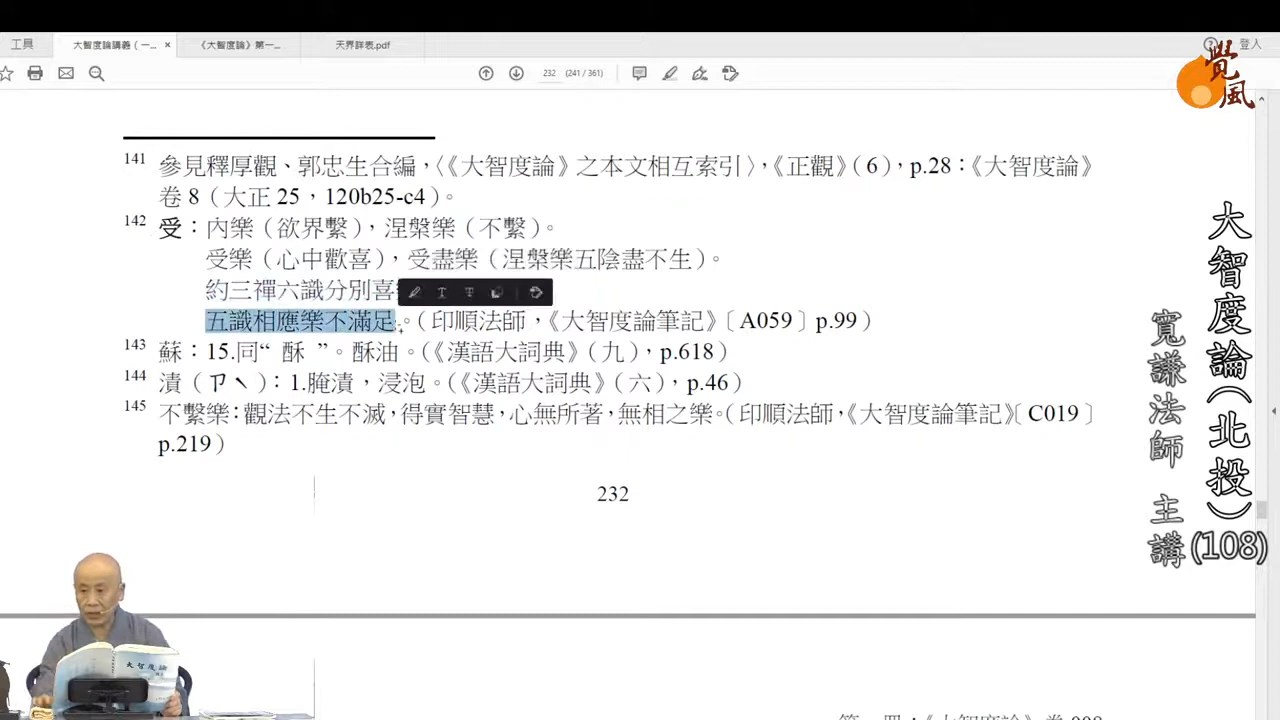 工具
大智度論講義（一... ×
《大智度論》第一...
天界詳表.pdf
登入
232 (241 / 361)
覺風
141 參見釋厚觀、郭忠生合編，〈《大智度論》之本文相互索引〉，《正觀》（6），p.28：《大智度論》
卷 8（大正 25，120b25-c4）。
142 受：內樂（欲界繫），涅槃樂（不繫）。
受樂（心中歡喜），受盡樂（涅槃樂五陰盡不生）。
約三禪六識分別喜
五識相應樂不滿足。（印順法師，《大智度論筆記》〔A059〕p.99）
143 蘇：15.同“ 酥 ”。酥油。（《漢語大詞典》（九），p.618）
144 漬（ㄗˋ）：1.腌漬，浸泡。（《漢語大詞典》（六），p.46）
145 不繫樂：觀法不生不滅，得實智慧，心無所著，無相之樂。（印順法師，《大智度論筆記》〔C019〕
p.219）
232
大智度論（北投）(108)
寬謙法師 主講
大智度論